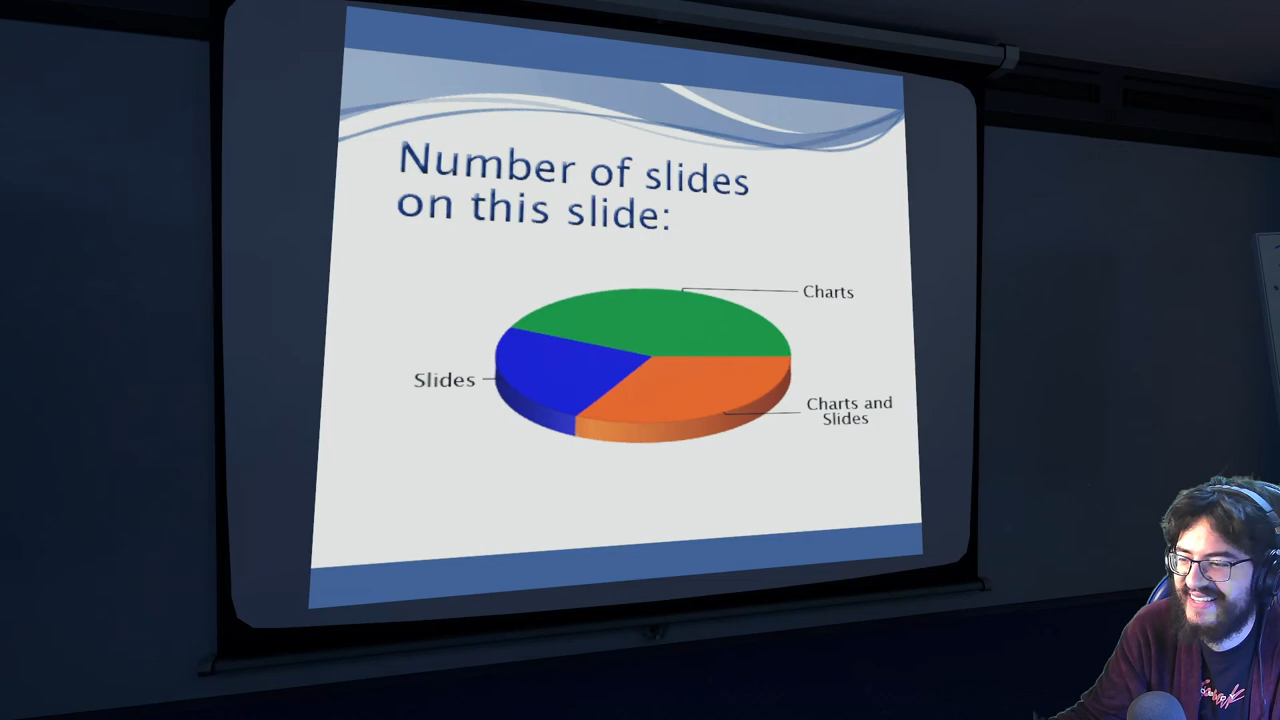 Number of slides
on this slide:
Charts
Slides
Charts and
Slides